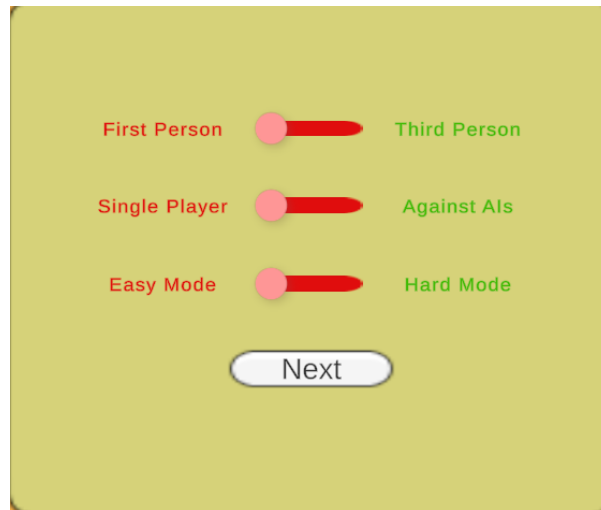 First Person Third Person
Single Player Against AIs
Easy Mode Hard Mode
Next